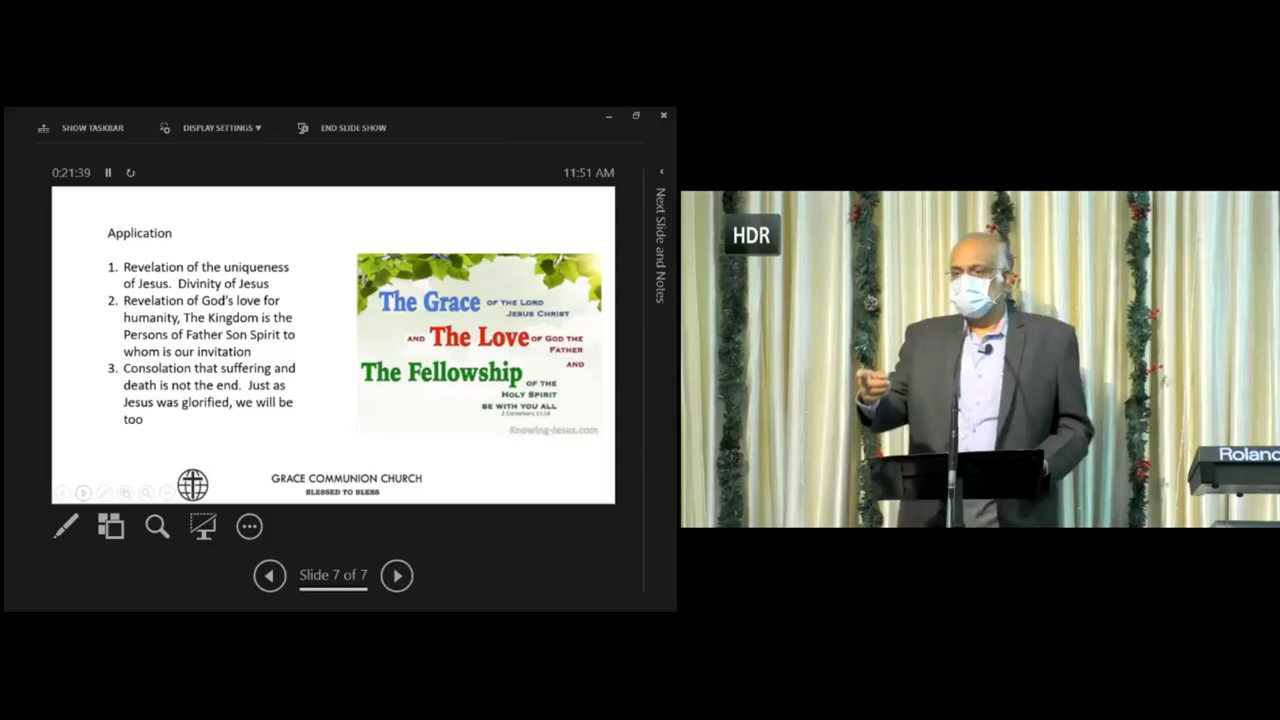 SHOW TASKBAR
DISPLAY SETTINGS ▼
END SLIDE SHOW
0:21:39
11:51 AM
Next Slide and Notes
Application
1. Revelation of the uniqueness
of Jesus. Divinity of Jesus
2. Revelation of God's love for
humanity, The Kingdom is the
Persons of Father Son Spirit to
whom is our invitation
3. Consolation that suffering and
death is not the end. Just as
Jesus was glorified, we will be
too
The Grace OF THE LORD
JESUS CHRIST
AND The Love OF GOD THE
FATHER
AND
The Fellowship
OF THE
HOLY SPIRIT
BE WITH YOU ALL
2 Corinthians 13:14
Knowing-Jesus.com
GRACE COMMUNION CHURCH
BLESSED TO BLESS
Slide 7 of 7
HDR
Roland